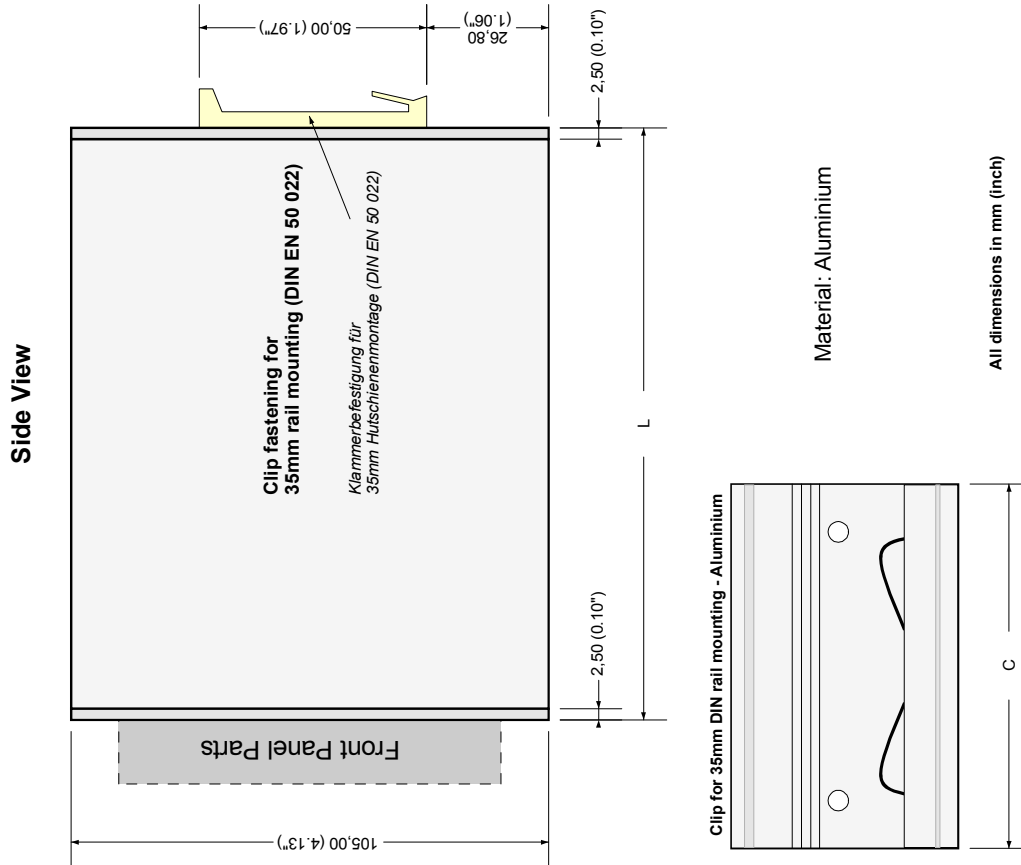 Side View
50,00 (1.97")
26,80
(1.06")
2,50 (0.10")
Clip fastening for
35mm rail mounting (DIN EN 50 022)
Klammerbefestigung für
35mm Hutschienenmontage (DIN EN 50 022)
L
2,50 (0.10")
Front Panel Parts
105,00 (4.13")
Clip for 35mm DIN rail mounting - Aluminium
C
Material: Aluminium
All dimensions in mm (inch)